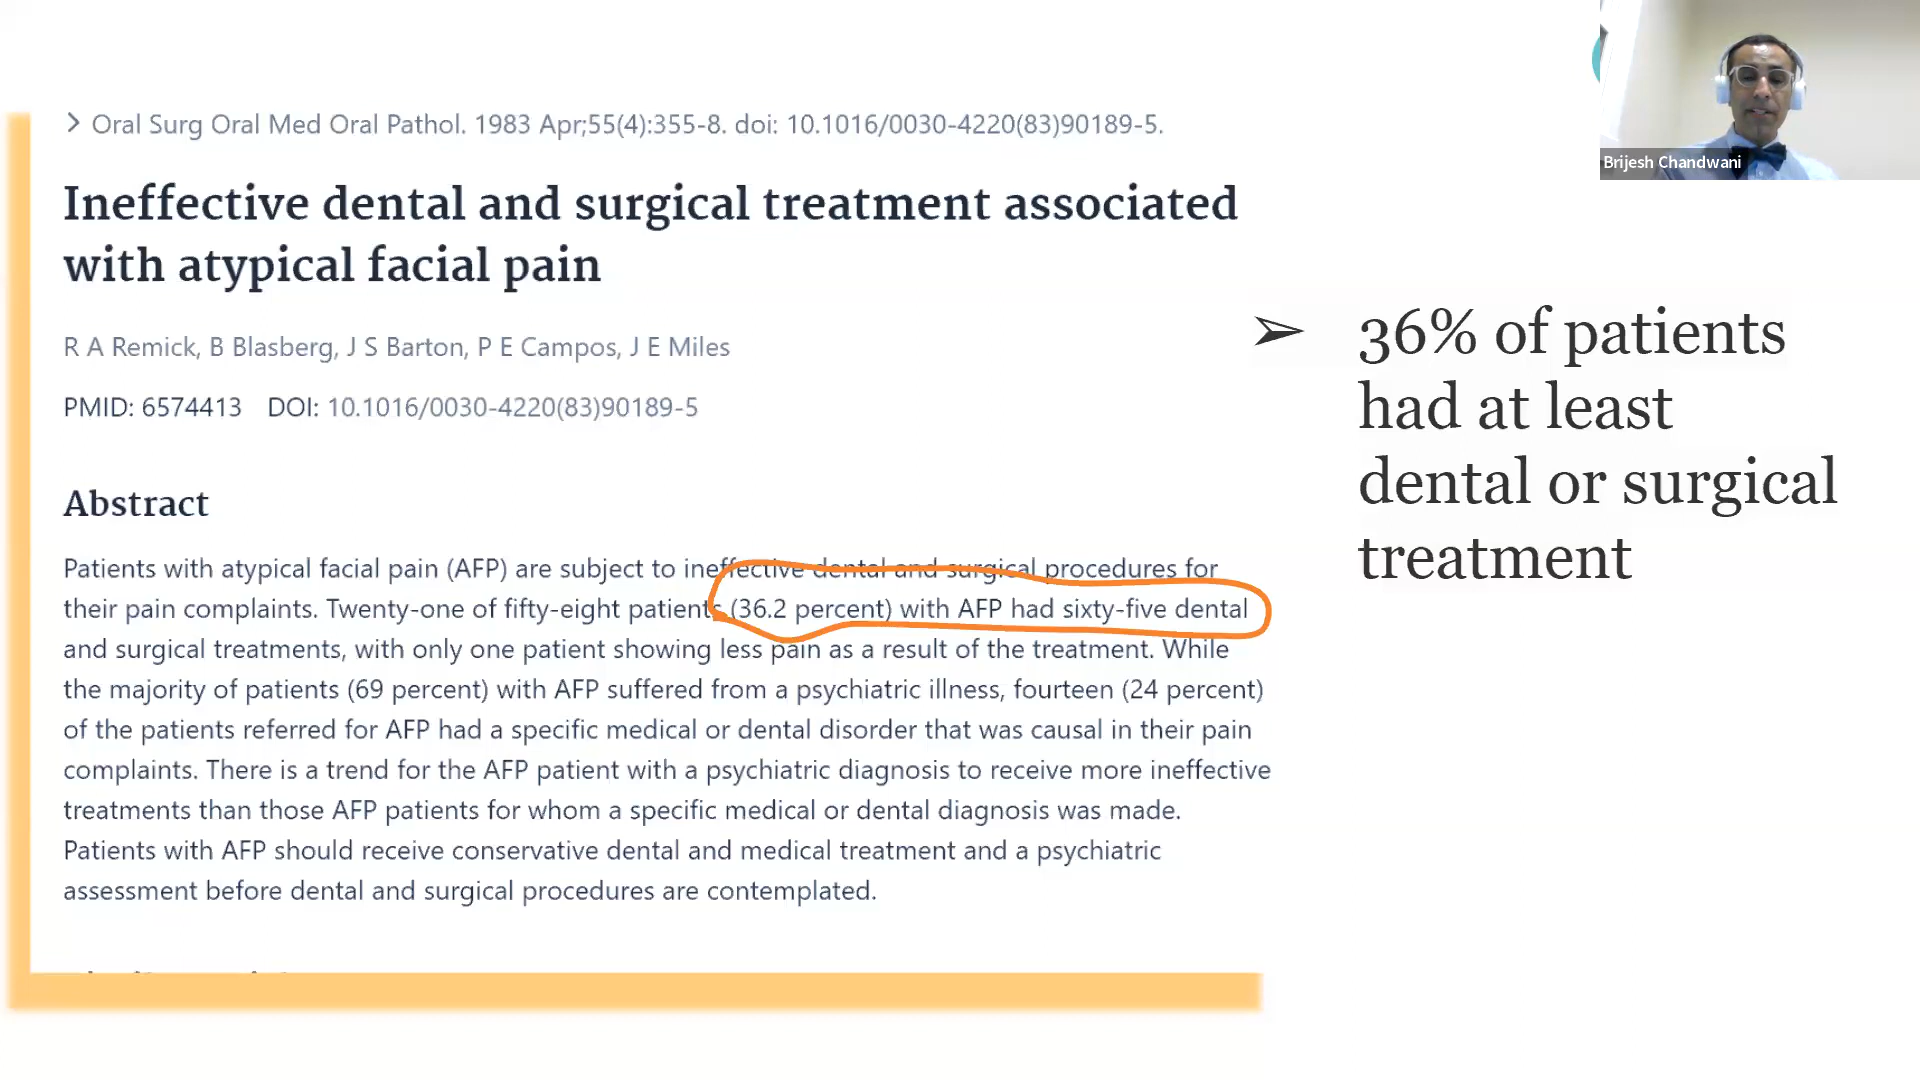 > Oral Surg Oral Med Oral Pathol. 1983 Apr;55(4):355-8. doi: 10.1016/0030-4220(83)90189-5.
Ineffective dental and surgical treatment associated
with atypical facial pain
R A Remick, B Blasberg, J S Barton, P E Campos, J E Miles
PMID: 6574413 DOI: 10.1016/0030-4220(83)90189-5
Abstract
Patients with atypical facial pain (AFP) are subject to ineffective dental and surgical procedures for
their pain complaints. Twenty-one of fifty-eight patients (36.2 percent) with AFP had sixty-five dental
and surgical treatments, with only one patient showing less pain as a result of the treatment. While
the majority of patients (69 percent) with AFP suffered from a psychiatric illness, fourteen (24 percent)
of the patients referred for AFP had a specific medical or dental disorder that was causal in their pain
complaints. There is a trend for the AFP patient with a psychiatric diagnosis to receive more ineffective
treatments than those AFP patients for whom a specific medical or dental diagnosis was made.
Patients with AFP should receive conservative dental and medical treatment and a psychiatric
assessment before dental and surgical procedures are contemplated.
➢ 36% of patients
had at least
dental or surgical
treatment
Brijesh Chandwani